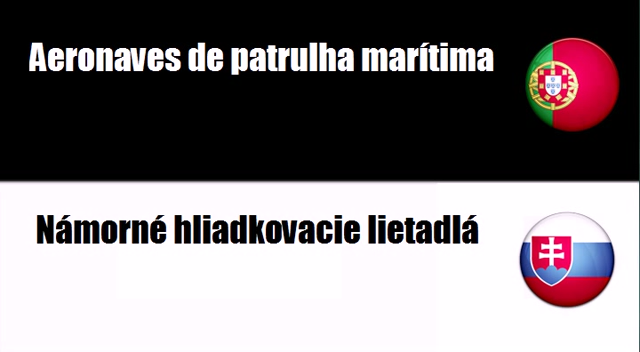 Aeronaves de patrulha marítima
Námorné hliadkovacie lietadlá